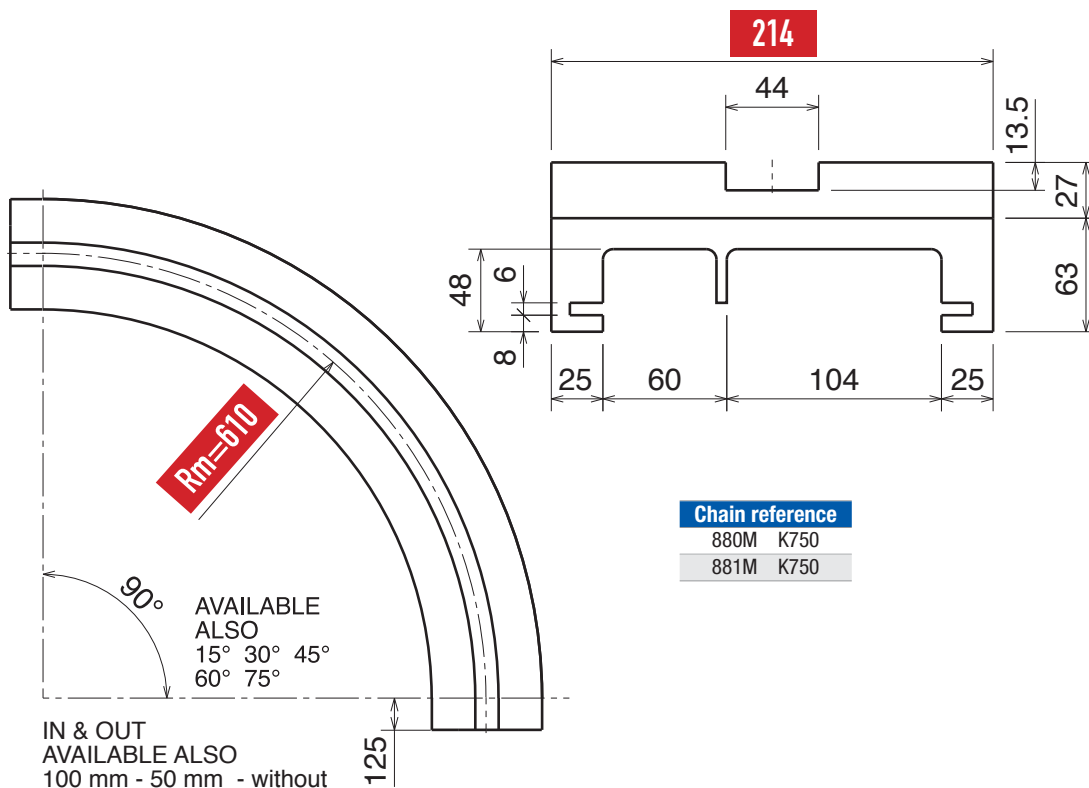 214
44
13.5
27
63
48
6
8
25
60
104
25
Rm=610
90°
AVAILABLE
ALSO
15° 30° 45°
60° 75°
125
IN & OUT
AVAILABLE ALSO
100 mm - 50 mm - without
Chain reference
880M K750
881M K750